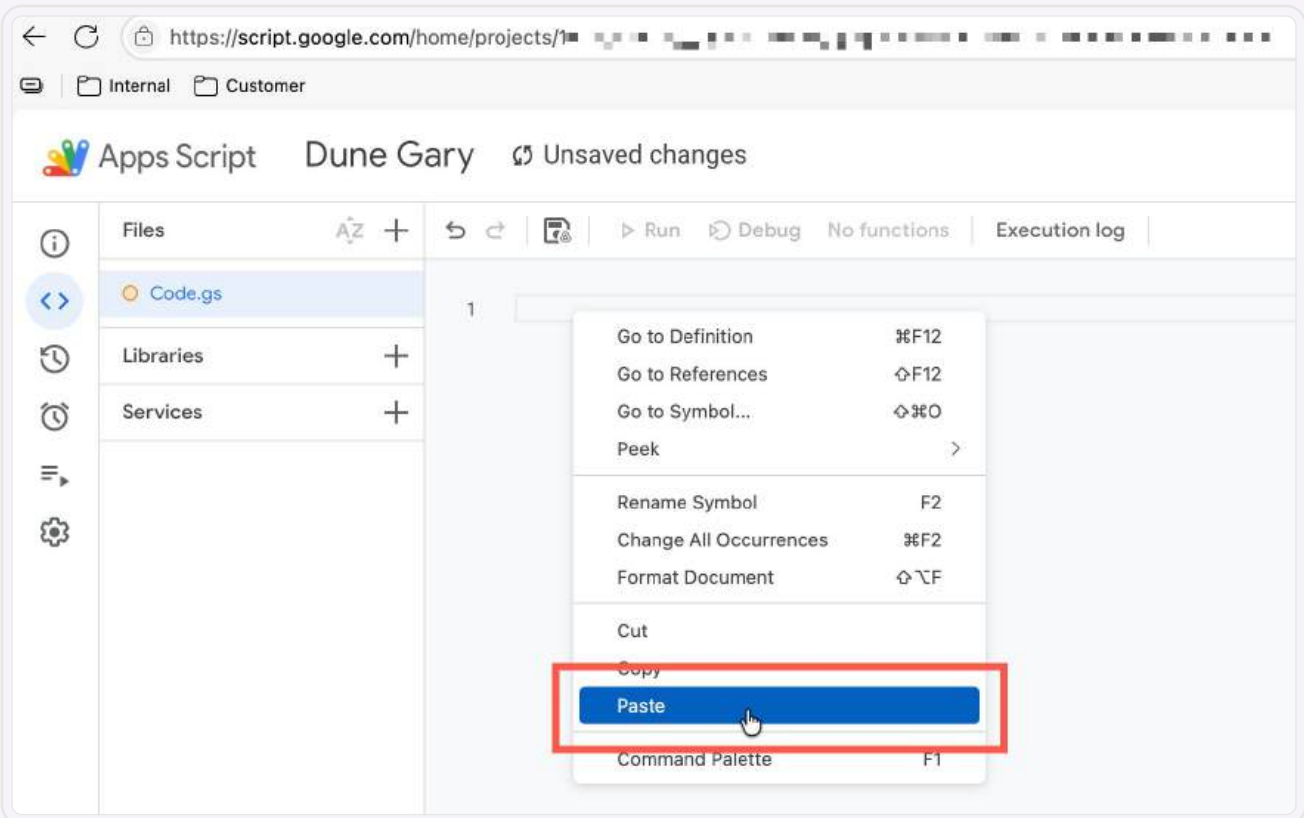 https://script.google.com/home/projects/1
Internal Customer
Apps Script Dune Gary Unsaved changes
Files AZ Run Debug No functions Execution log
Code.gs
1
Libraries
Services
Go to Definition ⌘F12
Go to References ⇧F12
Go to Symbol... ⇧⌘O
Peek
Rename Symbol F2
Change All Occurrences ⌘F2
Format Document ⇧⌥F
Cut
Copy
Paste
Command Palette F1